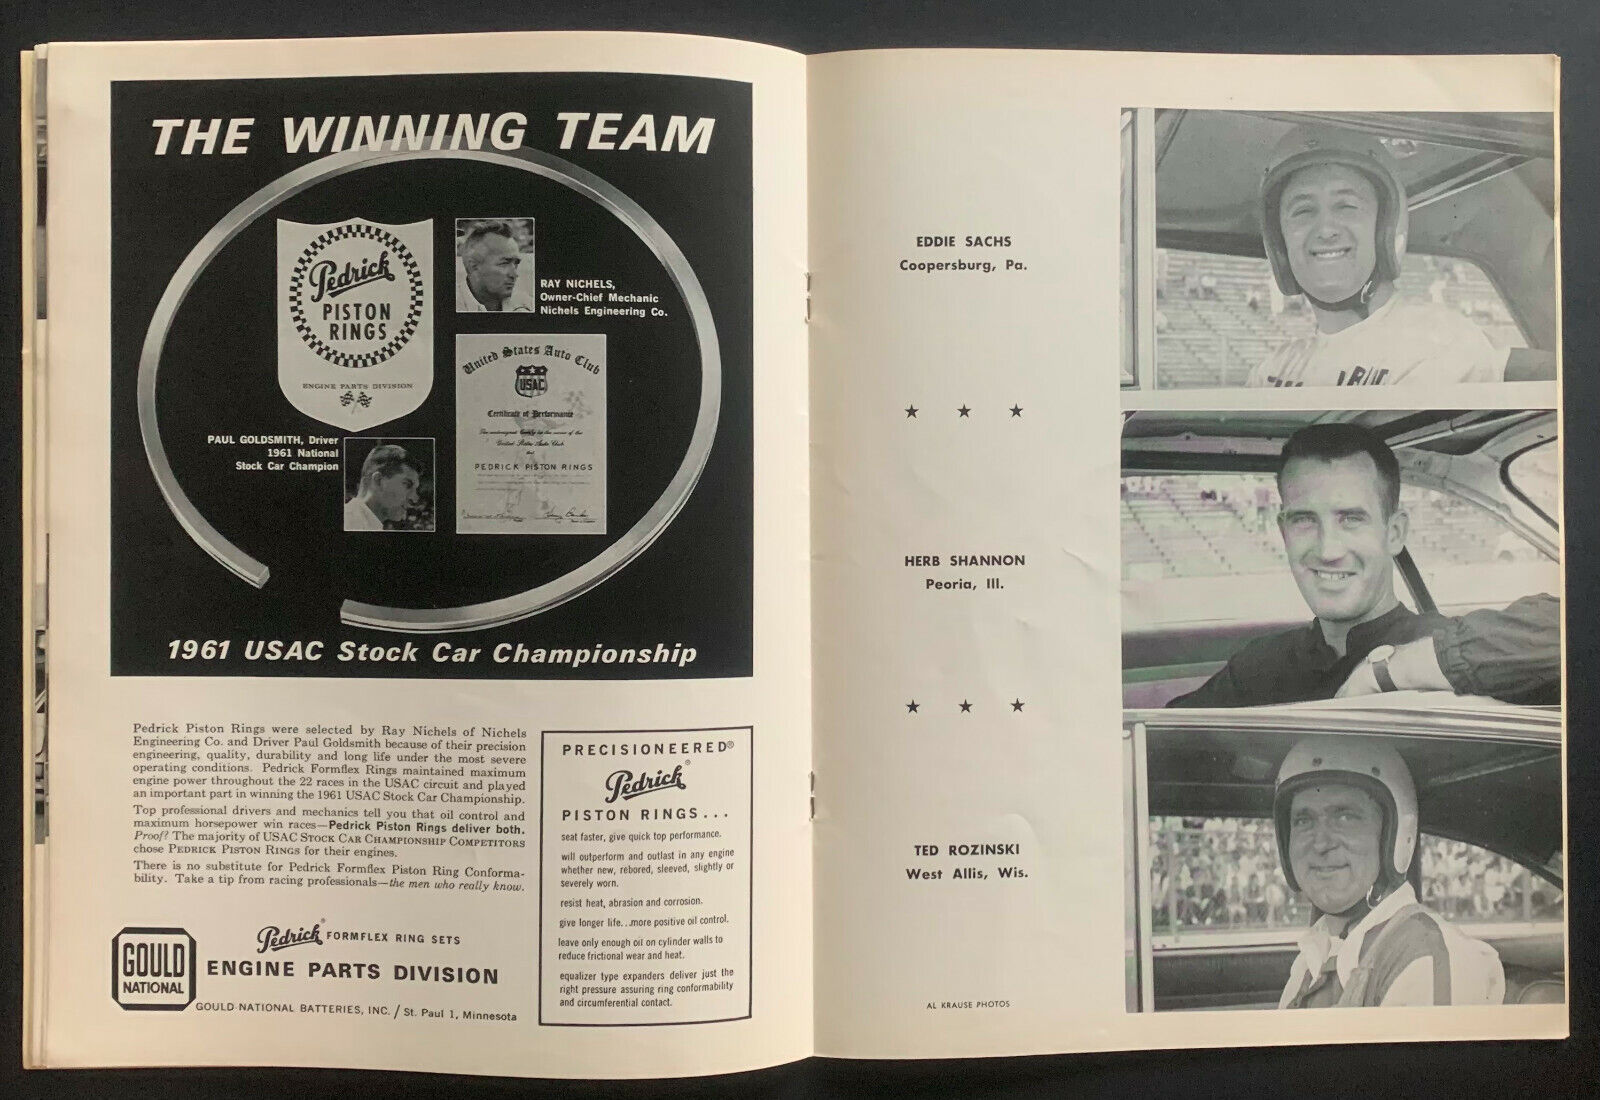 THE WINNING TEAM
Pedrick
PISTON
RINGS
ENGINE PARTS DIVISION
RAY NICHELS,
Owner-Chief Mechanic
Nichels Engineering Co.
United States Auto Club
USAC
Certificate of Performance
PEDRICK PISTON RINGS
PAUL GOLDSMITH, Driver
1961 National
Stock Car Champion
1961 USAC Stock Car Championship
Pedrick Piston Rings were selected by Ray Nichels of Nichels
Engineering Co. and Driver Paul Goldsmith because of their precision
engineering, quality, durability and long life under the most severe
operating conditions. Pedrick Formflex Rings maintained maximum
engine power throughout the 22 races in the USAC circuit and played
an important part in winning the 1961 USAC Stock Car Championship.
Top professional drivers and mechanics tell you that oil control and
maximum horsepower win races—Pedrick Piston Rings deliver both.
Proof? The majority of USAC STOCK CAR CHAMPIONSHIP COMPETITORS
chose PEDRICK PISTON RINGS for their engines.
There is no substitute for Pedrick Formflex Piston Ring Conforma-
bility. Take a tip from racing professionals—the men who really know.
GOULD
NATIONAL
Pedrick® FORMFLEX RING SETS
ENGINE PARTS DIVISION
GOULD-NATIONAL BATTERIES, INC. / St. Paul 1, Minnesota
PRECISIONEERED®
Pedrick®
PISTON RINGS...
seat faster, give quick top performance.
will outperform and outlast in any engine
whether new, rebored, sleeved, slightly or
severely worn.
resist heat, abrasion and corrosion.
give longer life...more positive oil control.
leave only enough oil on cylinder walls to
reduce frictional wear and heat.
equalizer type expanders deliver just the
right pressure assuring ring conformability
and circumferential contact.
EDDIE SACHS
Coopersburg, Pa.
★ ★ ★
HERB SHANNON
Peoria, Ill.
★ ★ ★
TED ROZINSKI
West Allis, Wis.
AL KRAUSE PHOTOS